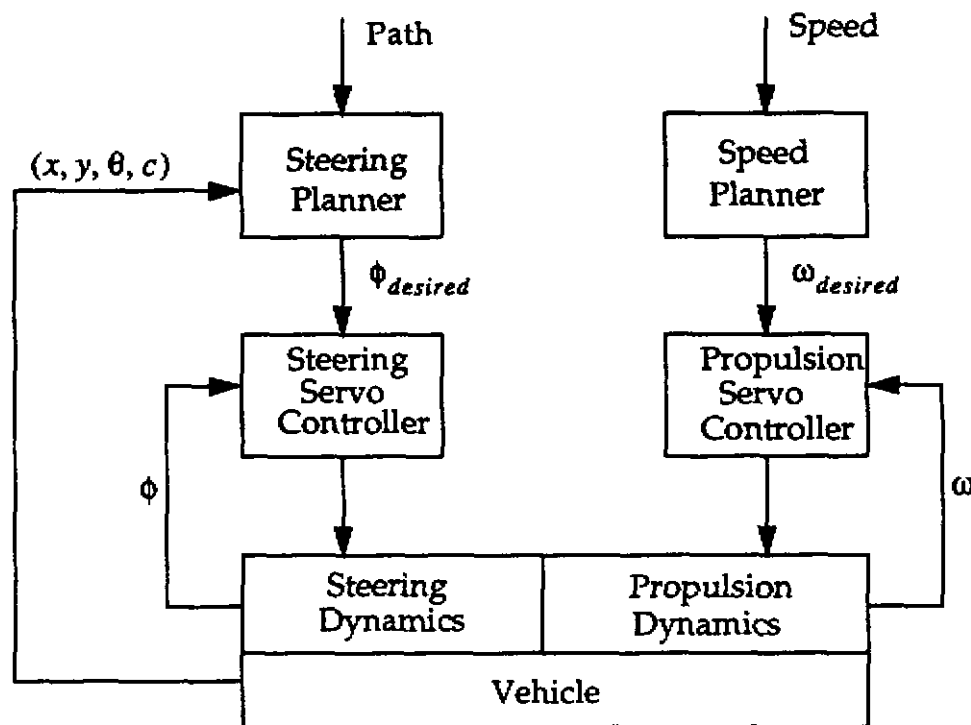 Path
Speed
(x, y, θ, c)
Steering
Planner
Speed
Planner
ϕdesired
ωdesired
Steering
Servo
Controller
Propulsion
Servo
Controller
ϕ
ω
Steering
Dynamics
Propulsion
Dynamics
Vehicle